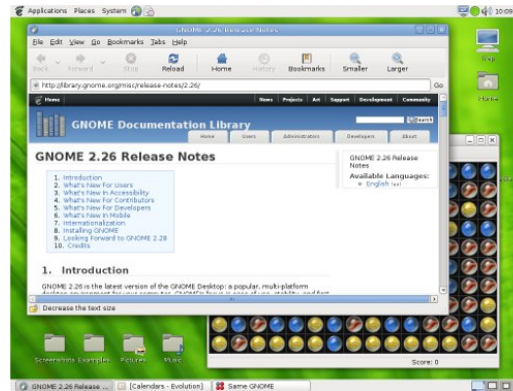 Applications Places System
10:09
GNOME 2.26 Release Notes
File Edit View Go Bookmarks Tabs Help
Back Forward Stop Reload Home History Bookmarks Smaller Larger
http://library.gnome.org/misc/release-notes/2.26/
Go
Home News Projects Art Support Development Community
Search
GNOME Documentation Library
Home Users Administrators Developers About
GNOME 2.26 Release Notes
1. Introduction
2. What's New For Users
3. What's New In Accessibility
4. What's New For Contributors
5. What's New For Developers
6. What's New In Mobile
7. Internationalization
8. Installing GNOME
9. Looking Forward to GNOME 2.28
10. Credits
GNOME 2.26 Release
Notes
Available Languages:
English
1. Introduction
GNOME 2.26 is the latest version of the GNOME Desktop: a popular, multi-platform
Decrease the text size
Home
Screenshots Examples Pictures Music
Score: 0
GNOME 2.26 Release ... [Calendars - Evolution] Same GNOME